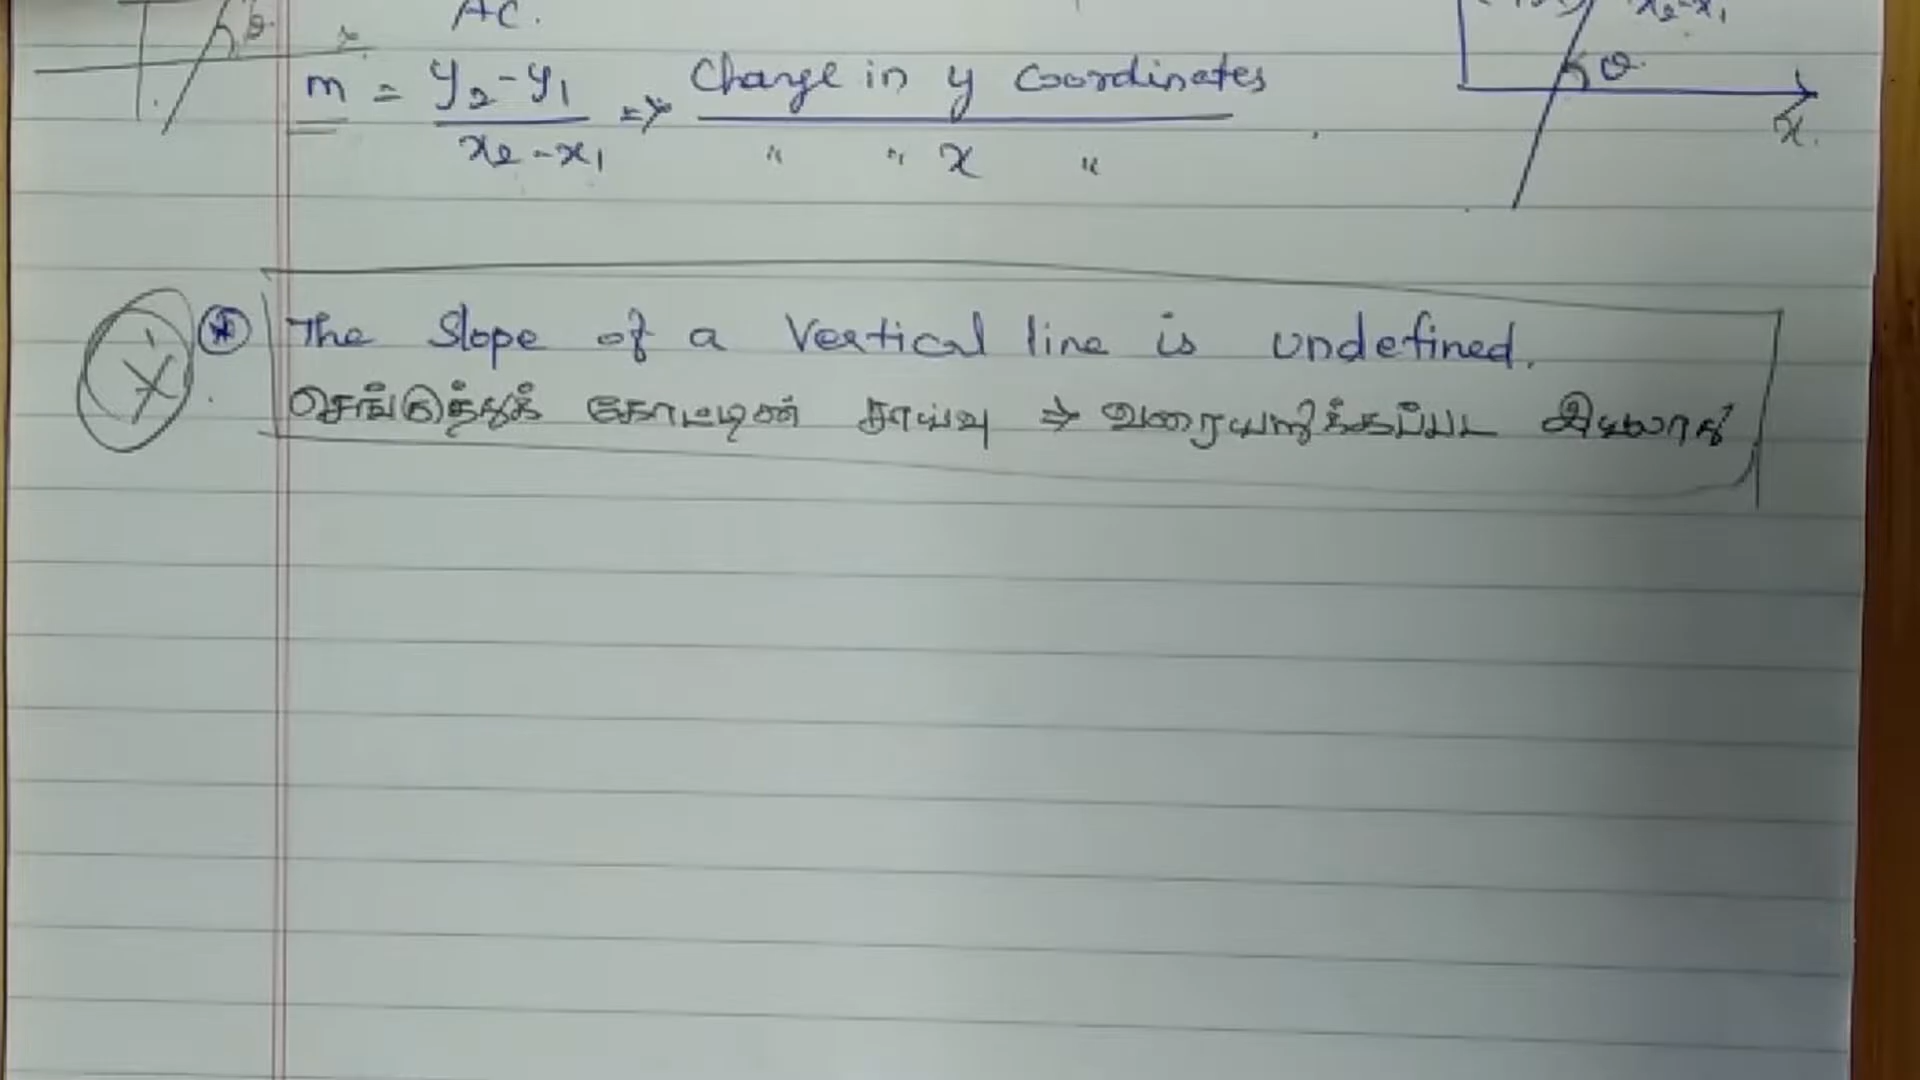 AC.
x2-x1
θ
x
θ
m = y2-y1 / x2-x1 => Change in y coordinates / " " x "
x
The Slope of a Vertical line is undefined.
செங்குத்துக் கோட்டின் சாய்வு => வரையறுக்கப்பட இயலாது